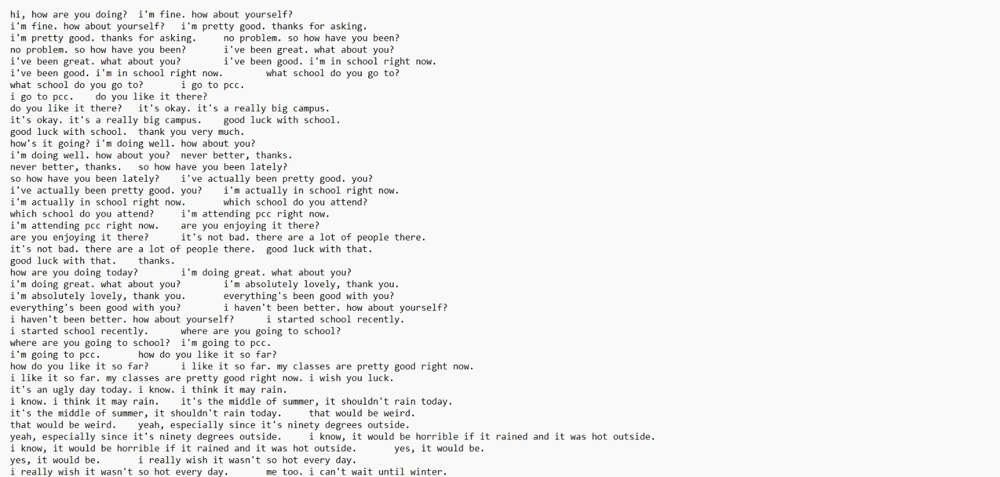 hi, how are you doing?	i'm fine. how about yourself?
i'm fine. how about yourself?	i'm pretty good. thanks for asking.
i'm pretty good. thanks for asking.	no problem. so how have you been?
no problem. so how have you been?	i've been great. what about you?
i've been great. what about you?	i've been good. i'm in school right now.
i've been good. i'm in school right now.	what school do you go to?
what school do you go to?	i go to pcc.
i go to pcc.	do you like it there?
do you like it there?	it's okay. it's a really big campus.
it's okay. it's a really big campus.	good luck with school.
good luck with school.	thank you very much.
how's it going?	i'm doing well. how about you?
i'm doing well. how about you?	never better, thanks.
never better, thanks.	so how have you been lately?
so how have you been lately?	i've actually been pretty good. you?
i've actually been pretty good. you?	i'm actually in school right now.
i'm actually in school right now.	which school do you attend?
which school do you attend?	i'm attending pcc right now.
i'm attending pcc right now.	are you enjoying it there?
are you enjoying it there?	it's not bad. there are a lot of people there.
it's not bad. there are a lot of people there.	good luck with that.
good luck with that.	thanks.
how are you doing today?	i'm doing great. what about you?
i'm doing great. what about you?	i'm absolutely lovely, thank you.
i'm absolutely lovely, thank you.	everything's been good with you?
everything's been good with you?	i haven't been better. how about yourself?
i haven't been better. how about yourself?	i started school recently.
i started school recently.	where are you going to school?
where are you going to school?	i'm going to pcc.
i'm going to pcc.	how do you like it so far?
how do you like it so far?	i like it so far. my classes are pretty good right now.
i like it so far. my classes are pretty good right now.	i wish you luck.
it's an ugly day today.	i know. i think it may rain.
i know. i think it may rain.	it's the middle of summer, it shouldn't rain today.
it's the middle of summer, it shouldn't rain today.	that would be weird.
that would be weird.	yeah, especially since it's ninety degrees outside.
yeah, especially since it's ninety degrees outside.	i know, it would be horrible if it rained and it was hot outside.
i know, it would be horrible if it rained and it was hot outside.	yes, it would be.
yes, it would be.	i really wish it wasn't so hot every day.
i really wish it wasn't so hot every day.	me too. i can't wait until winter.